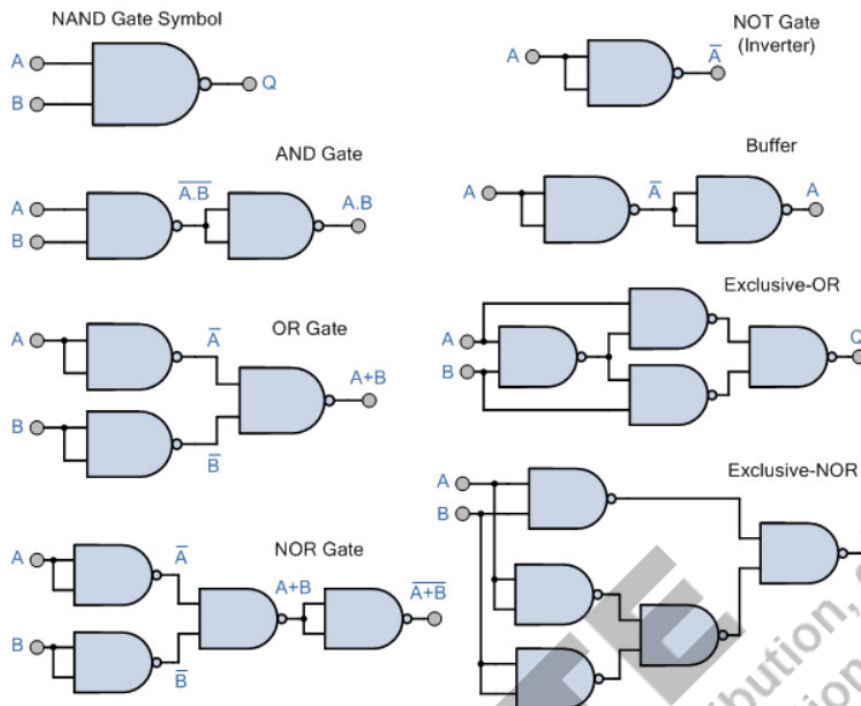 NAND Gate Symbol
A
B
Q
NOT Gate
(Inverter)
A
A̅
AND Gate
A
B
A̅.̅B̅
A.B
Buffer
A
A̅
A
OR Gate
A
B
A̅
B̅
A+B
Exclusive-OR
A
B
Q
NOR Gate
A
B
A̅
B̅
A+B
A̅+̅B̅
Exclusive-NOR
A
B